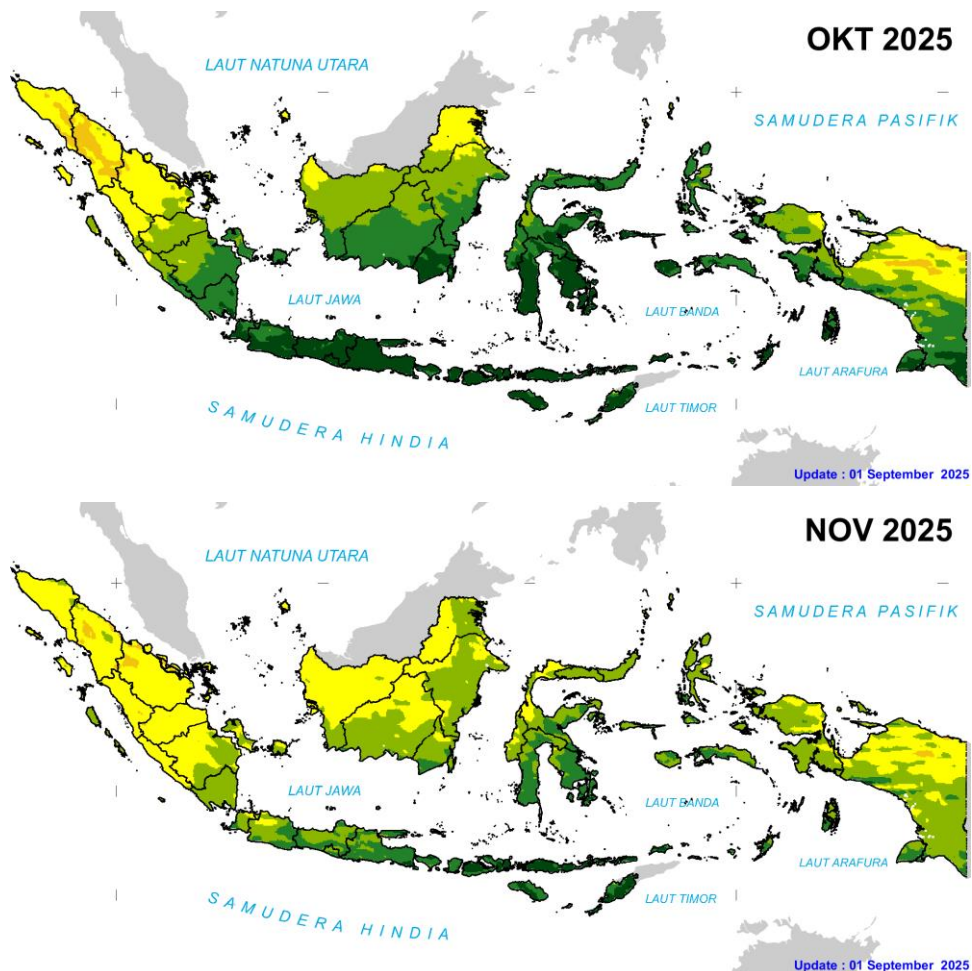 OKT 2025
LAUT NATUNA UTARA
SAMUDERA PASIFIK
LAUT JAWA
LAUT BANDA
LAUT ARAFURA
LAUT TIMOR
SAMUDERA HINDIA
Update : 01 September 2025
NOV 2025
LAUT NATUNA UTARA
SAMUDERA PASIFIK
LAUT JAWA
LAUT BANDA
LAUT ARAFURA
LAUT TIMOR
SAMUDERA HINDIA
Update : 01 September 2025